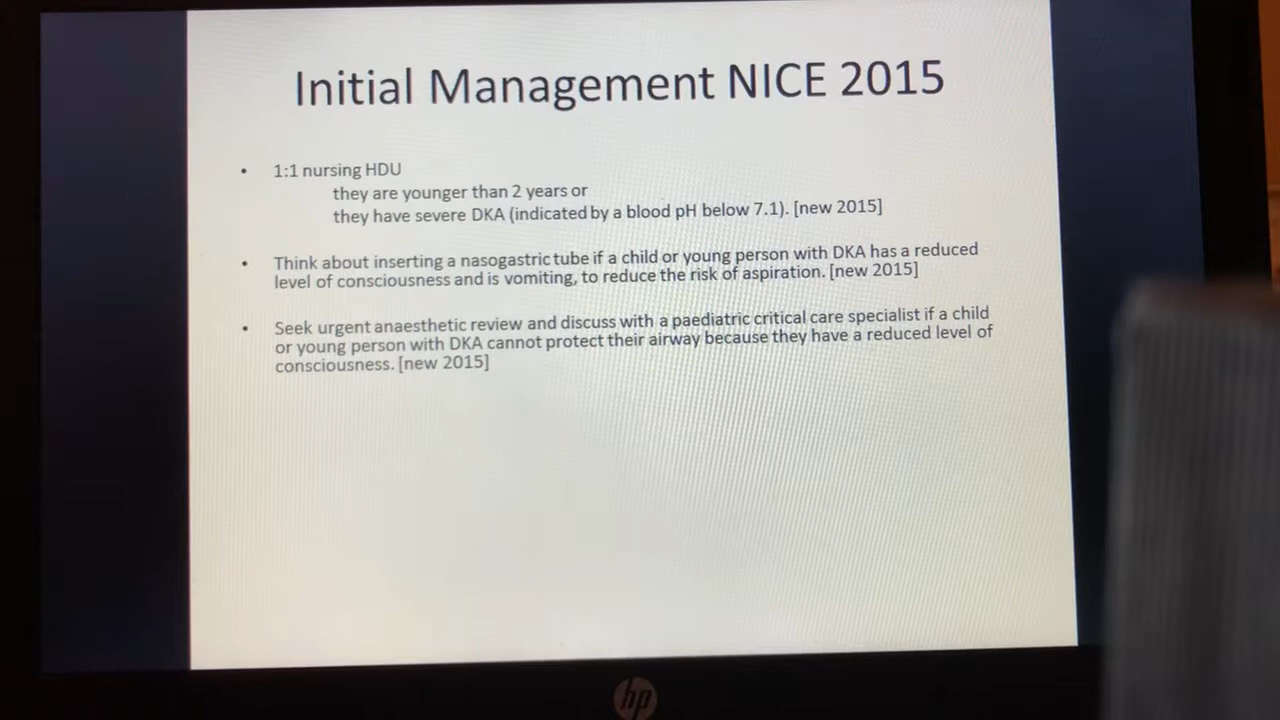 Initial Management NICE 2015
• 1:1 nursing HDU
they are younger than 2 years or
they have severe DKA (indicated by a blood pH below 7.1). [new 2015]
• Think about inserting a nasogastric tube if a child or young person with DKA has a reduced
level of consciousness and is vomiting, to reduce the risk of aspiration. [new 2015]
• Seek urgent anaesthetic review and discuss with a paediatric critical care specialist if a child
or young person with DKA cannot protect their airway because they have a reduced level of
consciousness. [new 2015]
hp